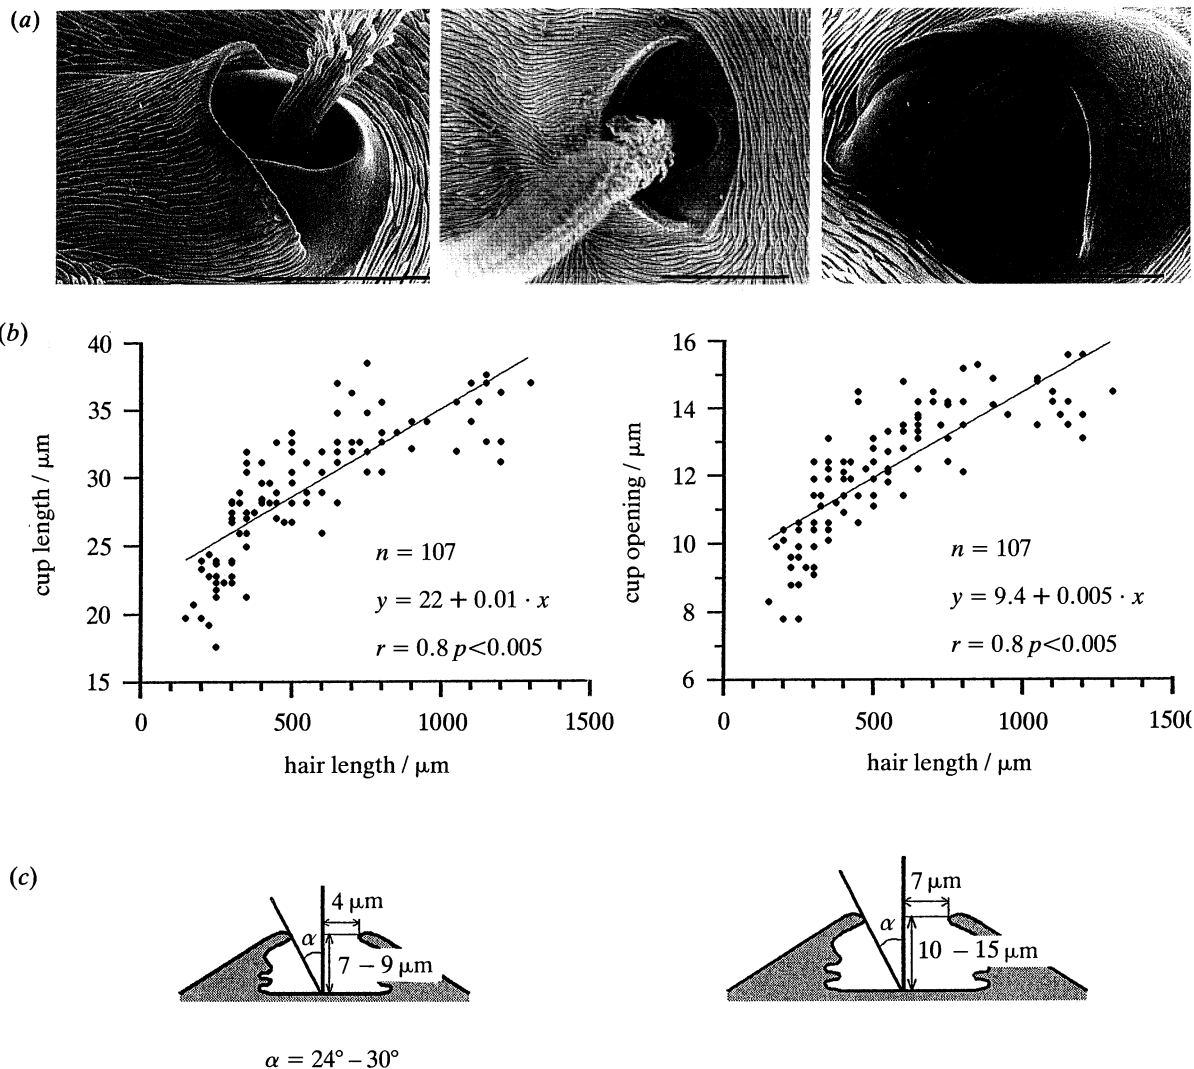 (a)
(b)
40
35
30
25
20
15
cup length / μm
n = 107
y = 22 + 0.01 · x
r = 0.8 p<0.005
0
500
1000
1500
hair length / μm
16
14
12
10
8
6
cup opening / μm
n = 107
y = 9.4 + 0.005 · x
r = 0.8 p<0.005
0
500
1000
1500
hair length / μm
(c)
4 μm
α
7 – 9 μm
7 μm
α
10 – 15 μm
α = 24° – 30°